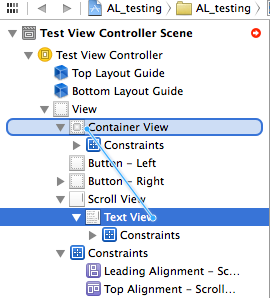 AL_testing AL_testing
Test View Controller Scene
Test View Controller
Top Layout Guide
Bottom Layout Guide
View
Container View
Constraints
Button - Left
Button - Right
Scroll View
Text View
Constraints
Constraints
Leading Alignment - Sc...
Top Alignment - Scroll...